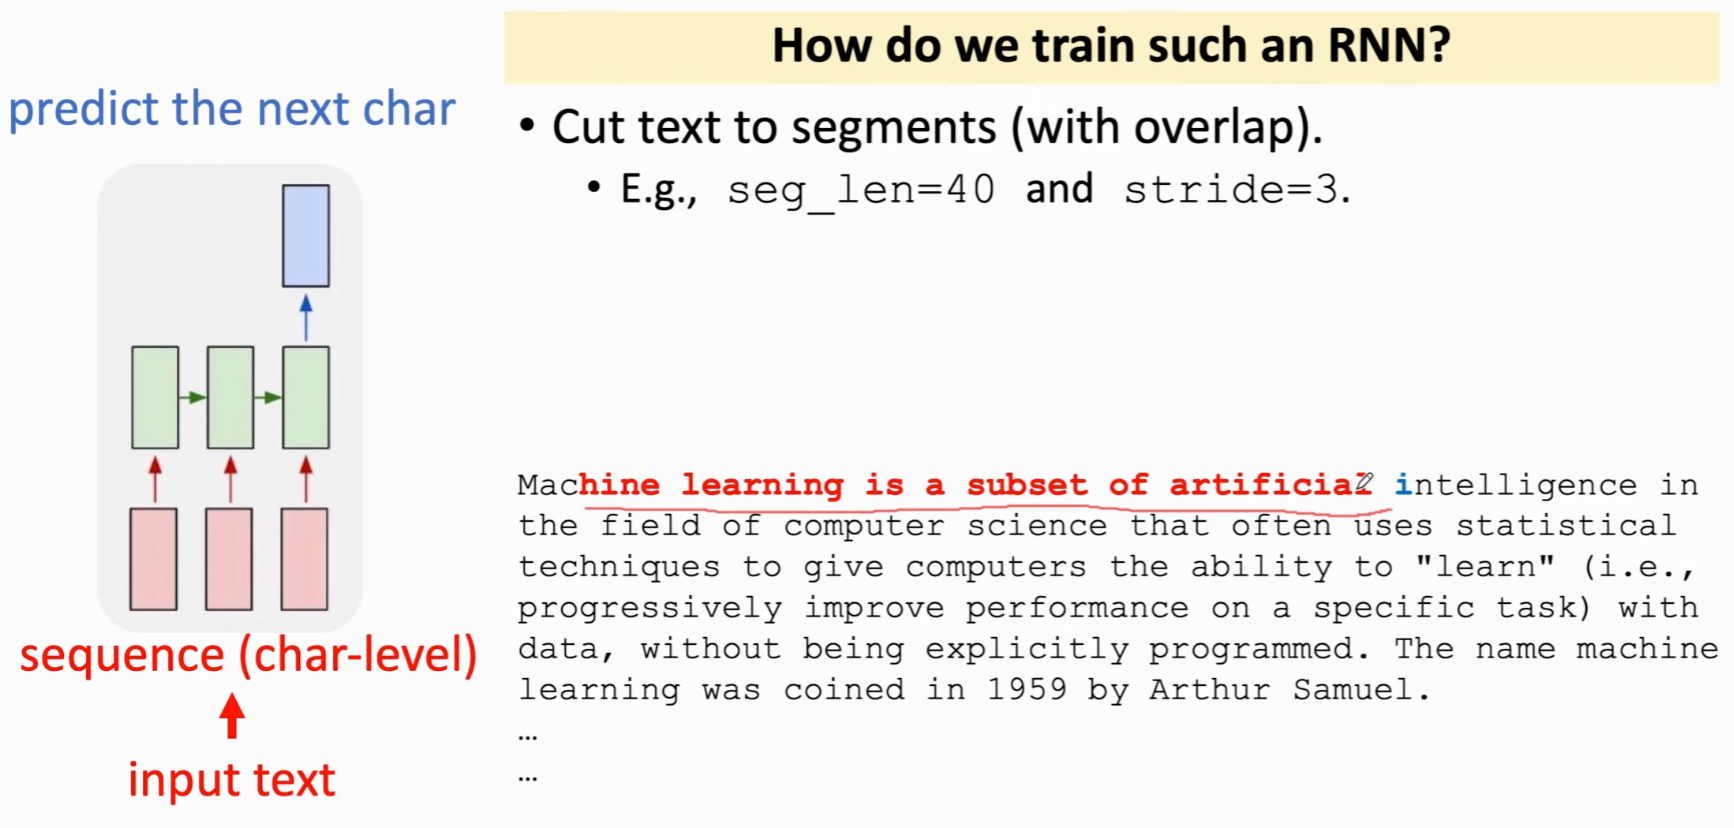 How do we train such an RNN?
predict the next char
• Cut text to segments (with overlap).
• E.g., seg_len=40 and stride=3.
Machine learning is a subset of artificial intelligence in
the field of computer science that often uses statistical
techniques to give computers the ability to "learn" (i.e.,
progressively improve performance on a specific task) with
data, without being explicitly programmed. The name machine
learning was coined in 1959 by Arthur Samuel.
…
…
sequence (char-level)
input text